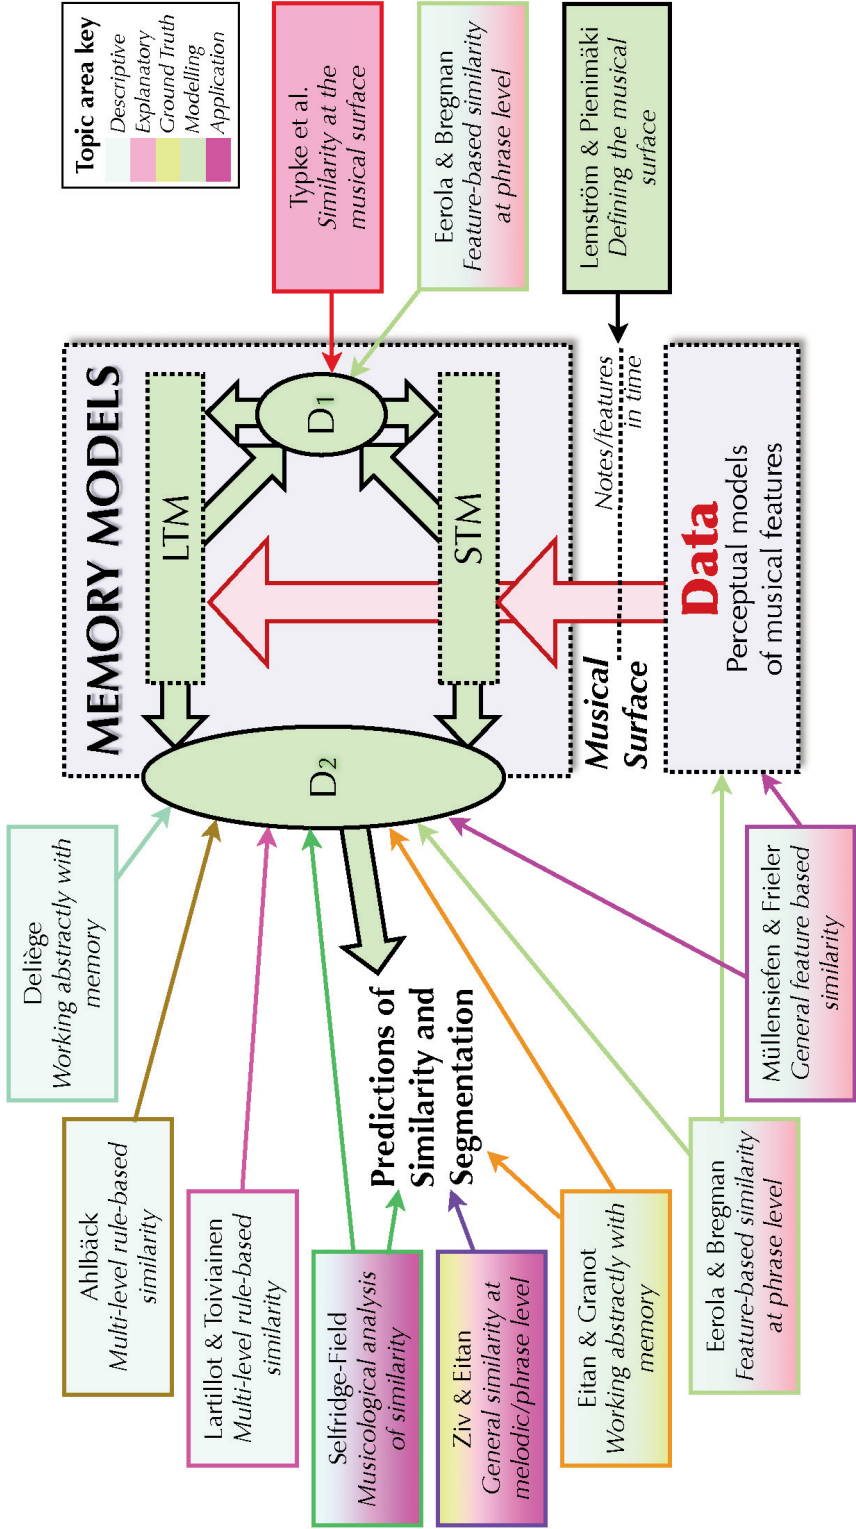 Deliège
Working abstractly with
memory
Ahlbäck
Multi-level rule-based
similarity
Lartillot & Toiviainen
Multi-level rule-based
similarity
Selfridge-Field
Musicological analysis
of similarity
Ziv & Eitan
General similarity at
melodic/phrase level
Eitan & Granot
Working abstractly with
memory
Eerola & Bregman
Feature-based similarity
at phrase level
Müllensiefen & Frieler
General feature based
similarity
Predictions of
Similarity and
Segmentation
MEMORY MODELS
D2
LTM
STM
D1
Musical
Surface
Notes/features
in time
Data
Perceptual models
of musical features
Topic area key
Descriptive
Explanatory
Ground Truth
Modelling
Application
Typke et al.
Similarity at the
musical surface
Eerola & Bregman
Feature-based similarity
at phrase level
Lemström & Pienimäki
Defining the musical
surface